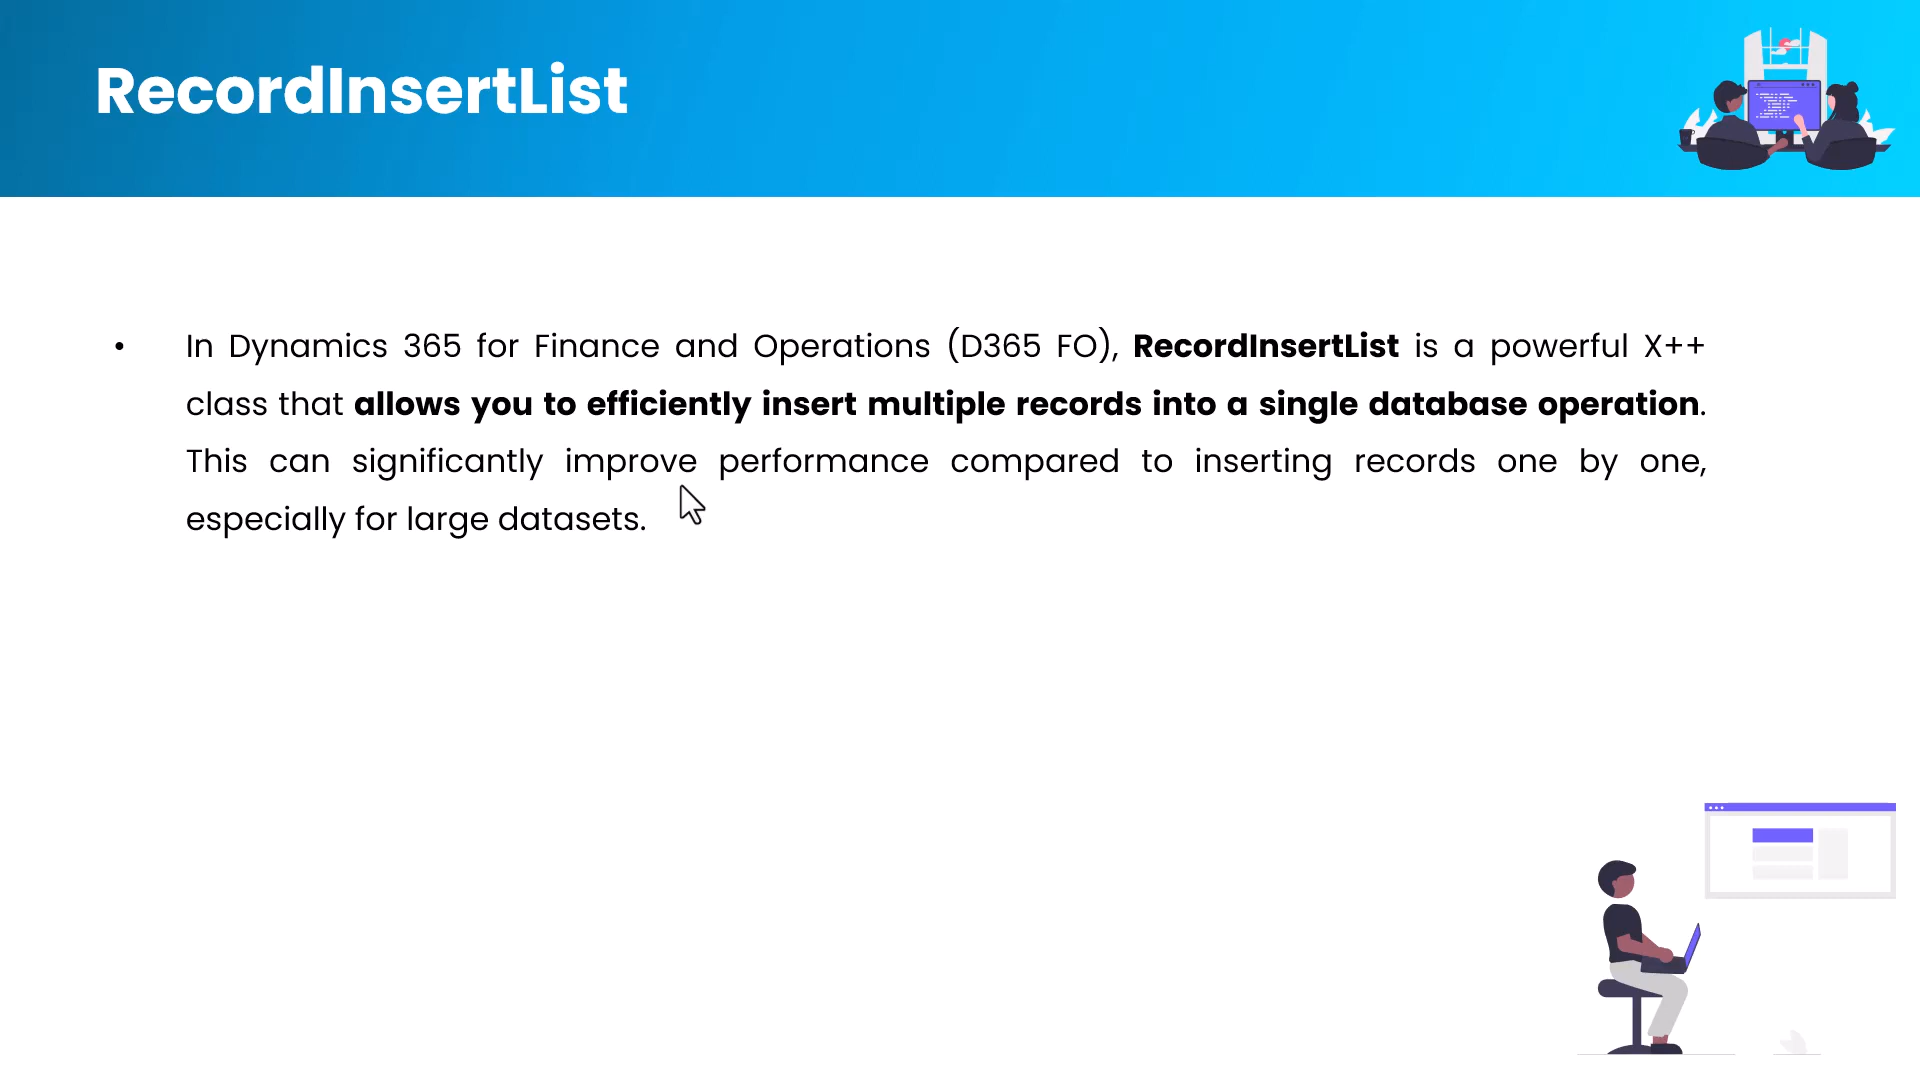 RecordInsertList
• In Dynamics 365 for Finance and Operations (D365 FO), RecordInsertList is a powerful X++
class that allows you to efficiently insert multiple records into a single database operation.
This can significantly improve performance compared to inserting records one by one,
especially for large datasets.